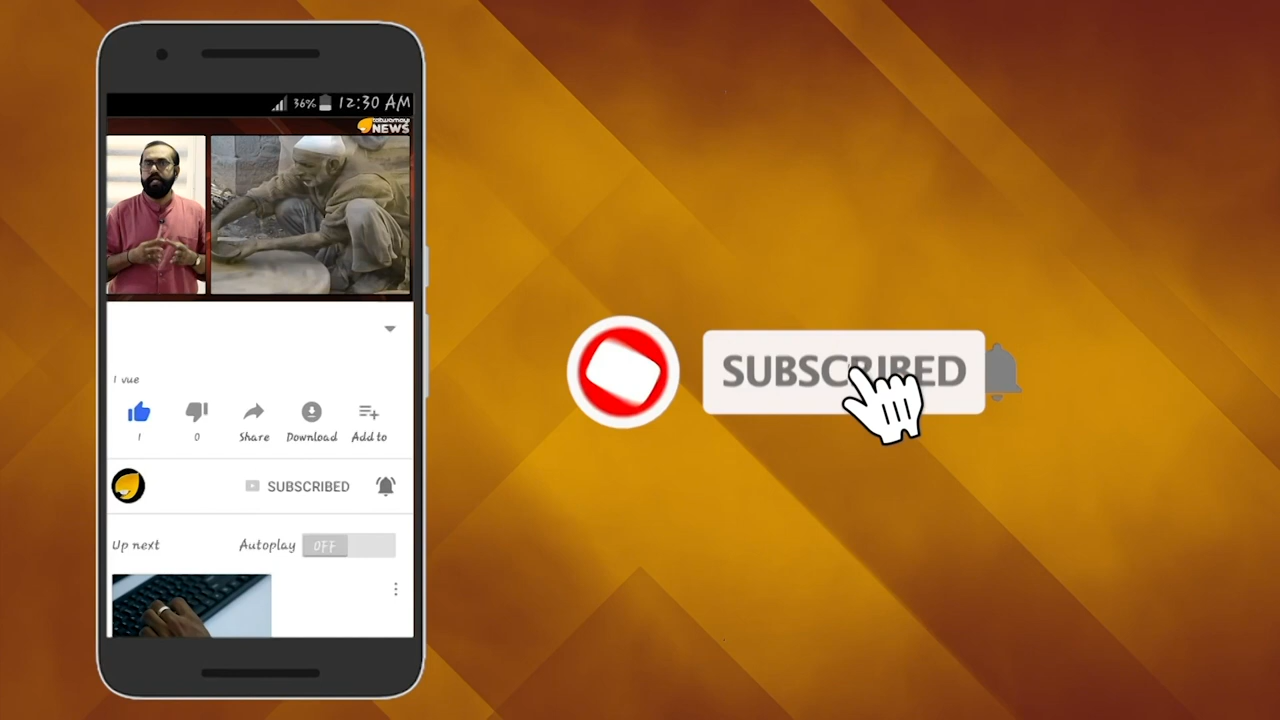 36% 12:30 AM
tatwamayi
NEWS
1 vue
1
0
Share
Download
Add to
SUBSCRIBED
Up next
Autoplay
OFF
SUBSCRIBED